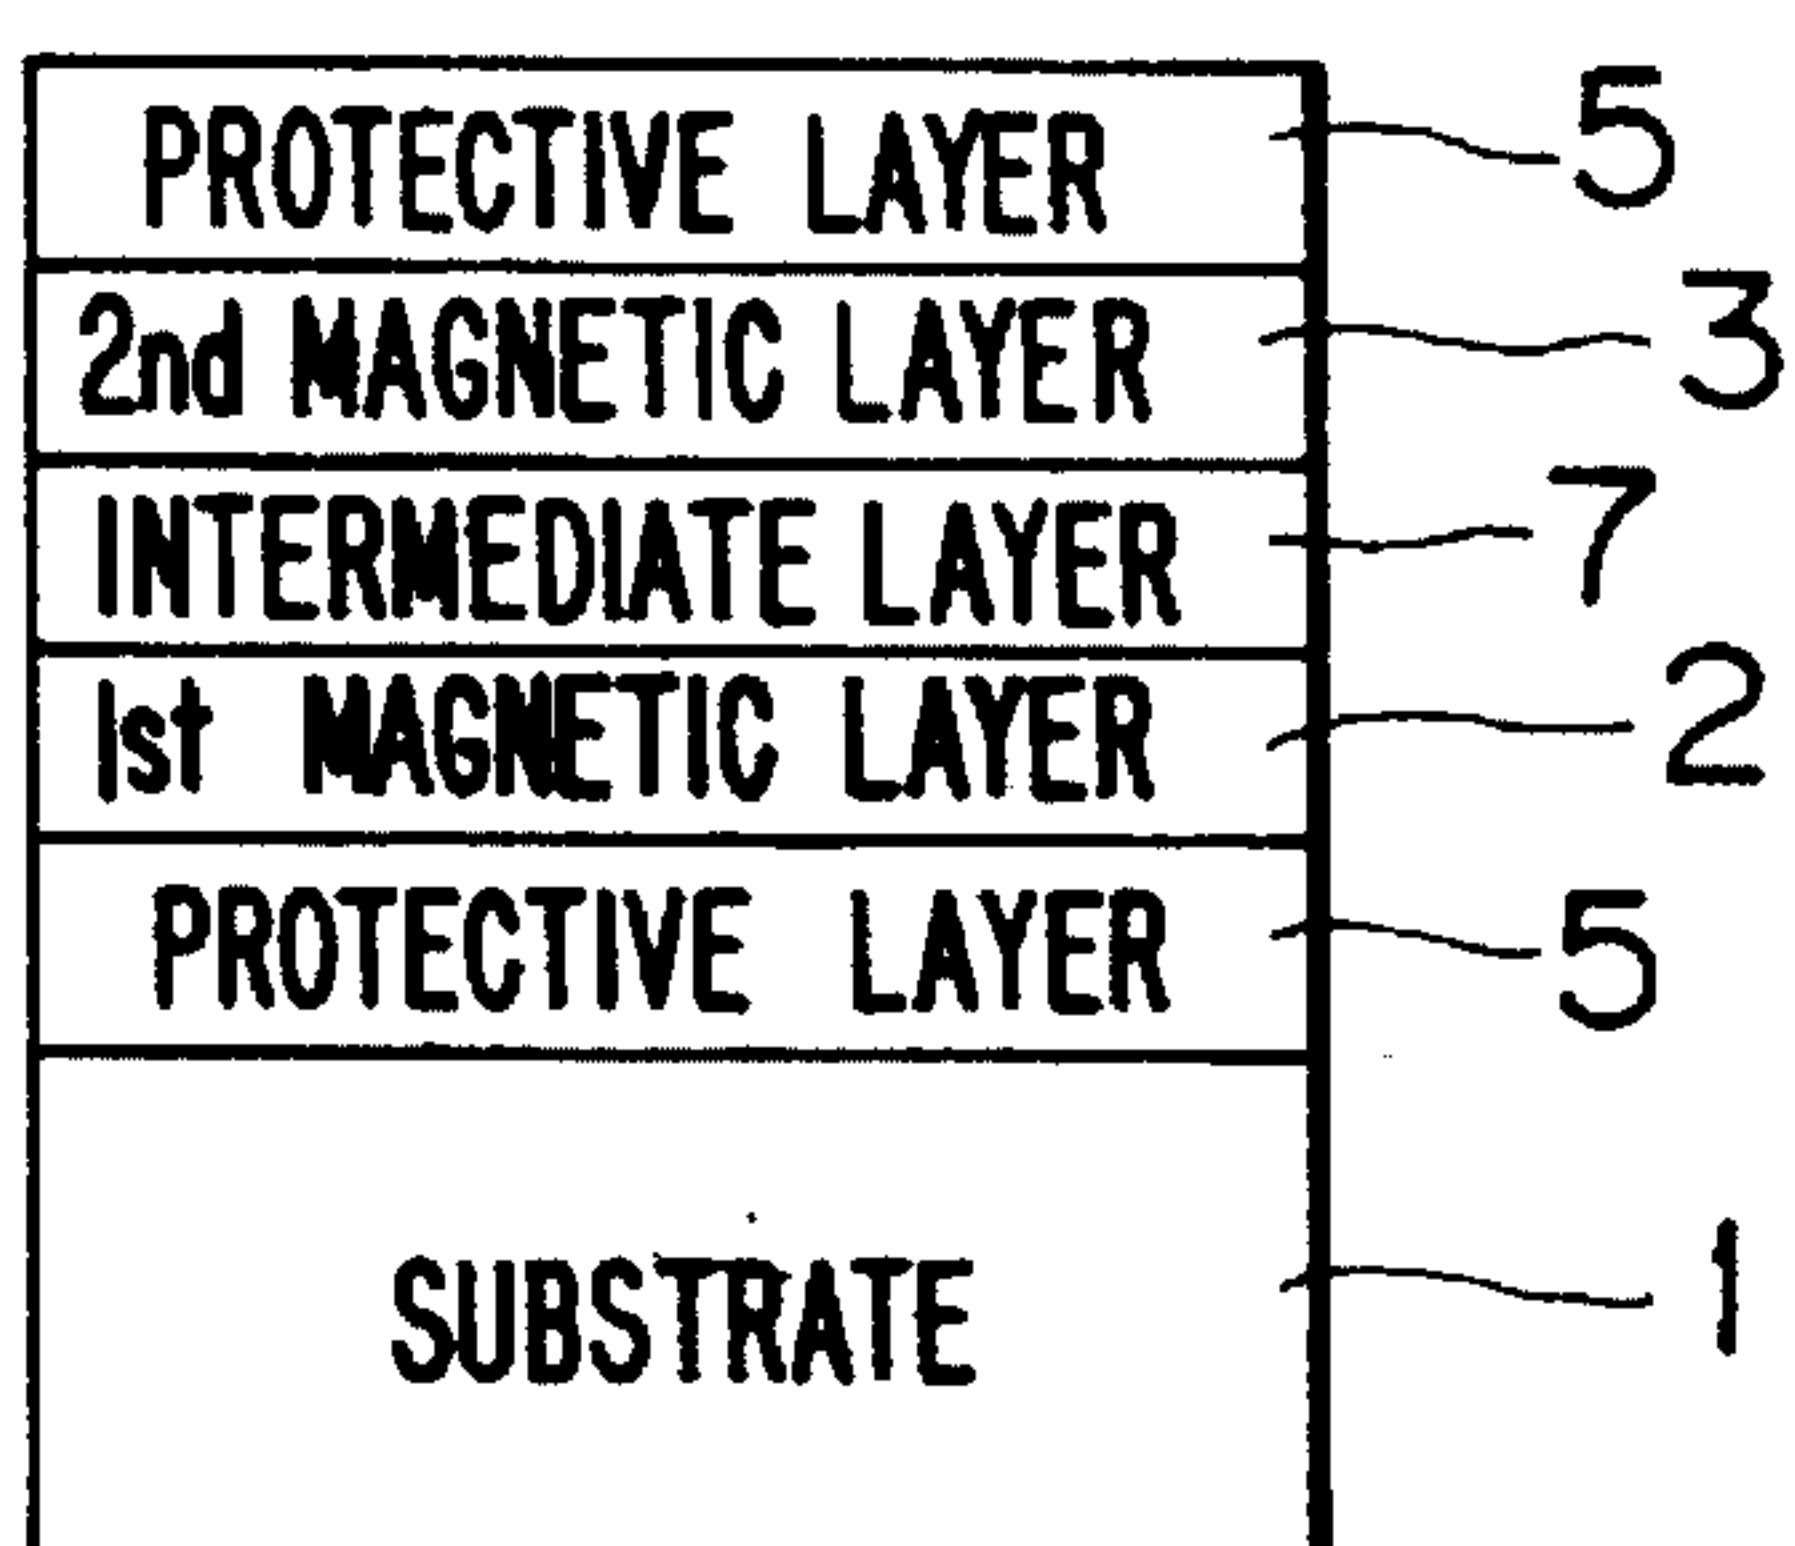 PROTECTIVE LAYER 5
2nd MAGNETIC LAYER 3
INTERMEDIATE LAYER 7
1st MAGNETIC LAYER 2
PROTECTIVE LAYER 5
SUBSTRATE 1